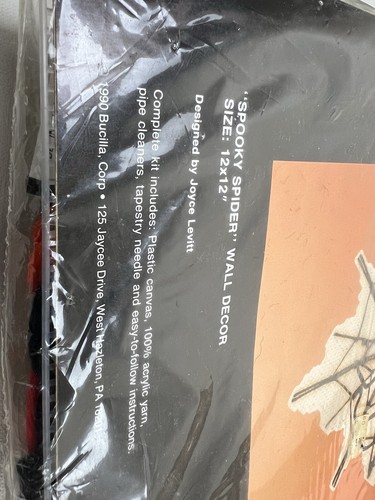 "SPOOKY SPIDER" WALL DECOR
SIZE: 12x12"
Designed by Joyce Levitt
Complete kit includes: Plastic canvas, 100% acrylic yarn,
pipe cleaners, tapestry needle and easy-to-follow instructions.
1990 Bucilla, Corp • 125 Jaycee Drive, West Hazleton, PA